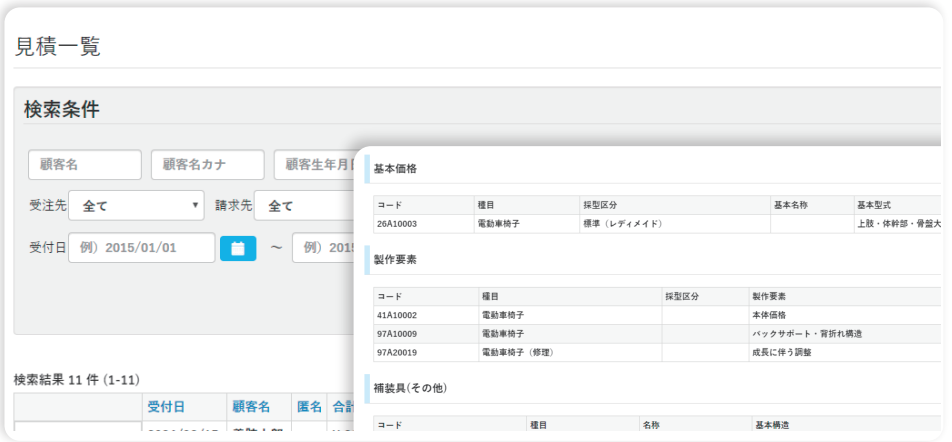 見積一覧
検索条件
顧客名 顧客名カナ 顧客生年月
受注先 全て 請求先 全て
受付日 例）2015/01/01 ～ 例）201
検索結果 11 件 (1-11)
受付日 顧客名 匿名 合計
基本価格
コード 種目 採型区分 基本名称 基本型式
26A10003 電動車椅子 標準（レディメイド） 上肢・体幹部・骨盤大
製作要素
コード 種目 採型区分 製作要素
41A10002 電動車椅子 本体価格
97A10009 電動車椅子 バックサポート・背折れ構造
97A20019 電動車椅子（修理） 成長に伴う調整
補装具(その他)
コード 種目 名称 基本構造